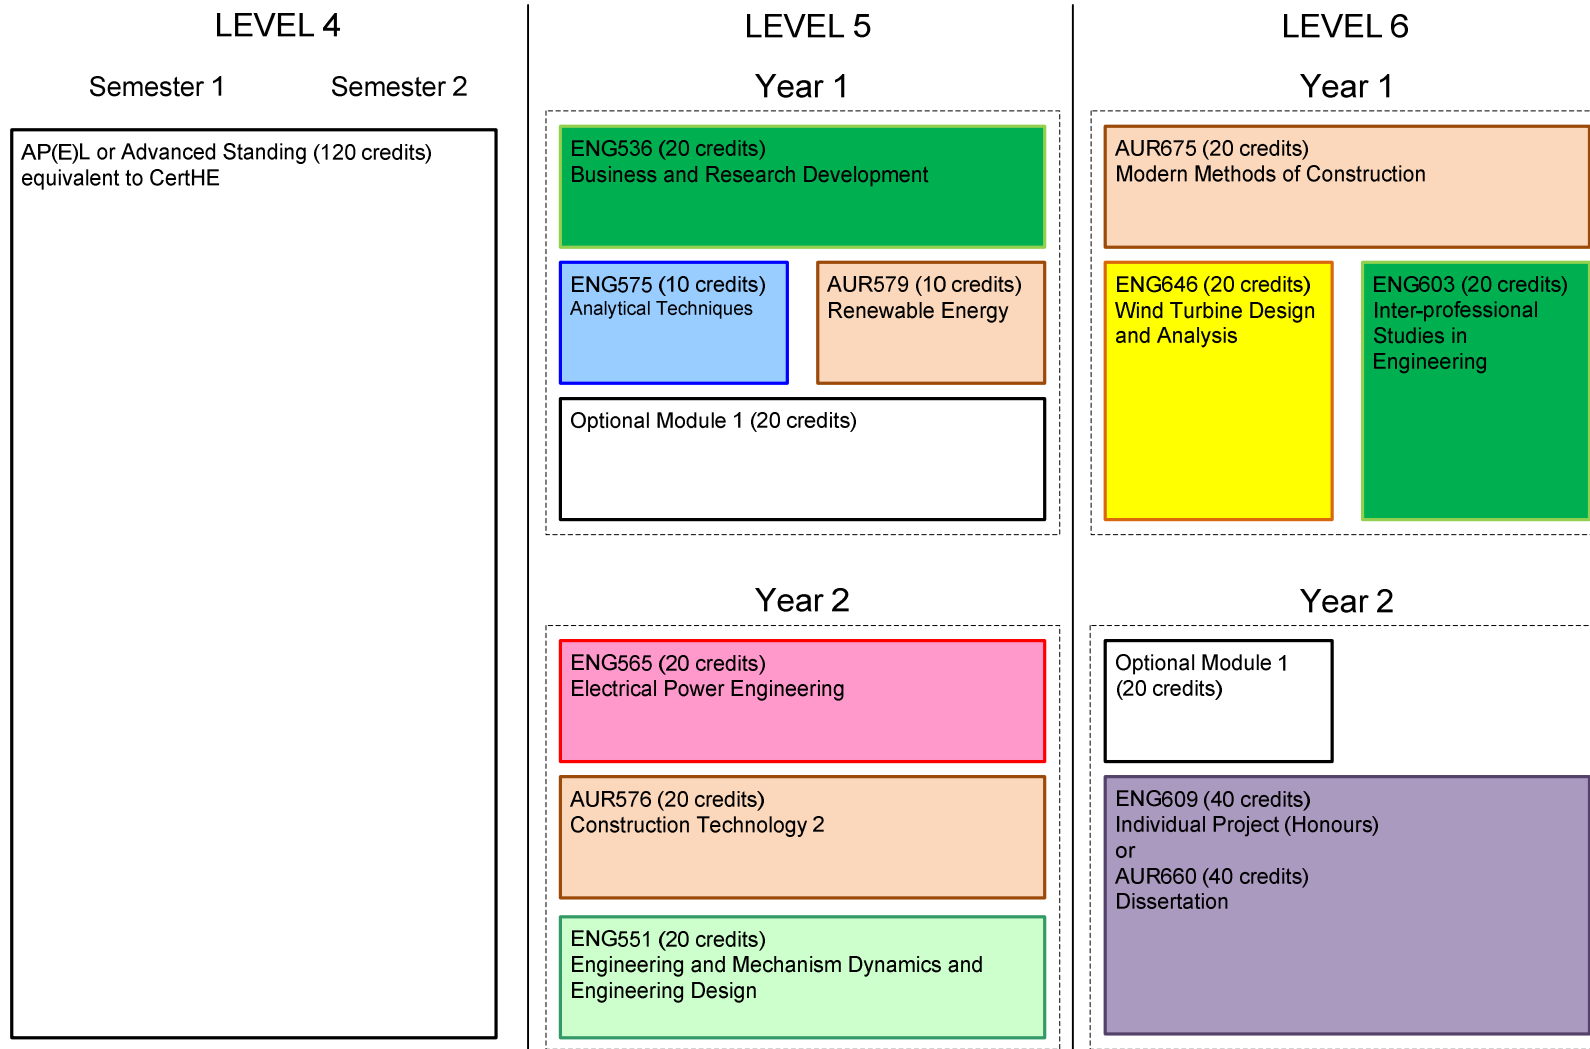 LEVEL 4
Semester 1
Semester 2
AP(E)L or Advanced Standing (120 credits)
equivalent to CertHE
LEVEL 5
Year 1
ENG536 (20 credits)
Business and Research Development
ENG575 (10 credits)
Analytical Techniques
AUR579 (10 credits)
Renewable Energy
Optional Module 1 (20 credits)
Year 2
ENG565 (20 credits)
Electrical Power Engineering
AUR576 (20 credits)
Construction Technology 2
ENG551 (20 credits)
Engineering and Mechanism Dynamics and
Engineering Design
LEVEL 6
Year 1
AUR675 (20 credits)
Modern Methods of Construction
ENG646 (20 credits)
Wind Turbine Design
and Analysis
ENG603 (20 credits)
Inter-professional
Studies in
Engineering
Year 2
Optional Module 1
(20 credits)
ENG609 (40 credits)
Individual Project (Honours)
or
AUR660 (40 credits)
Dissertation